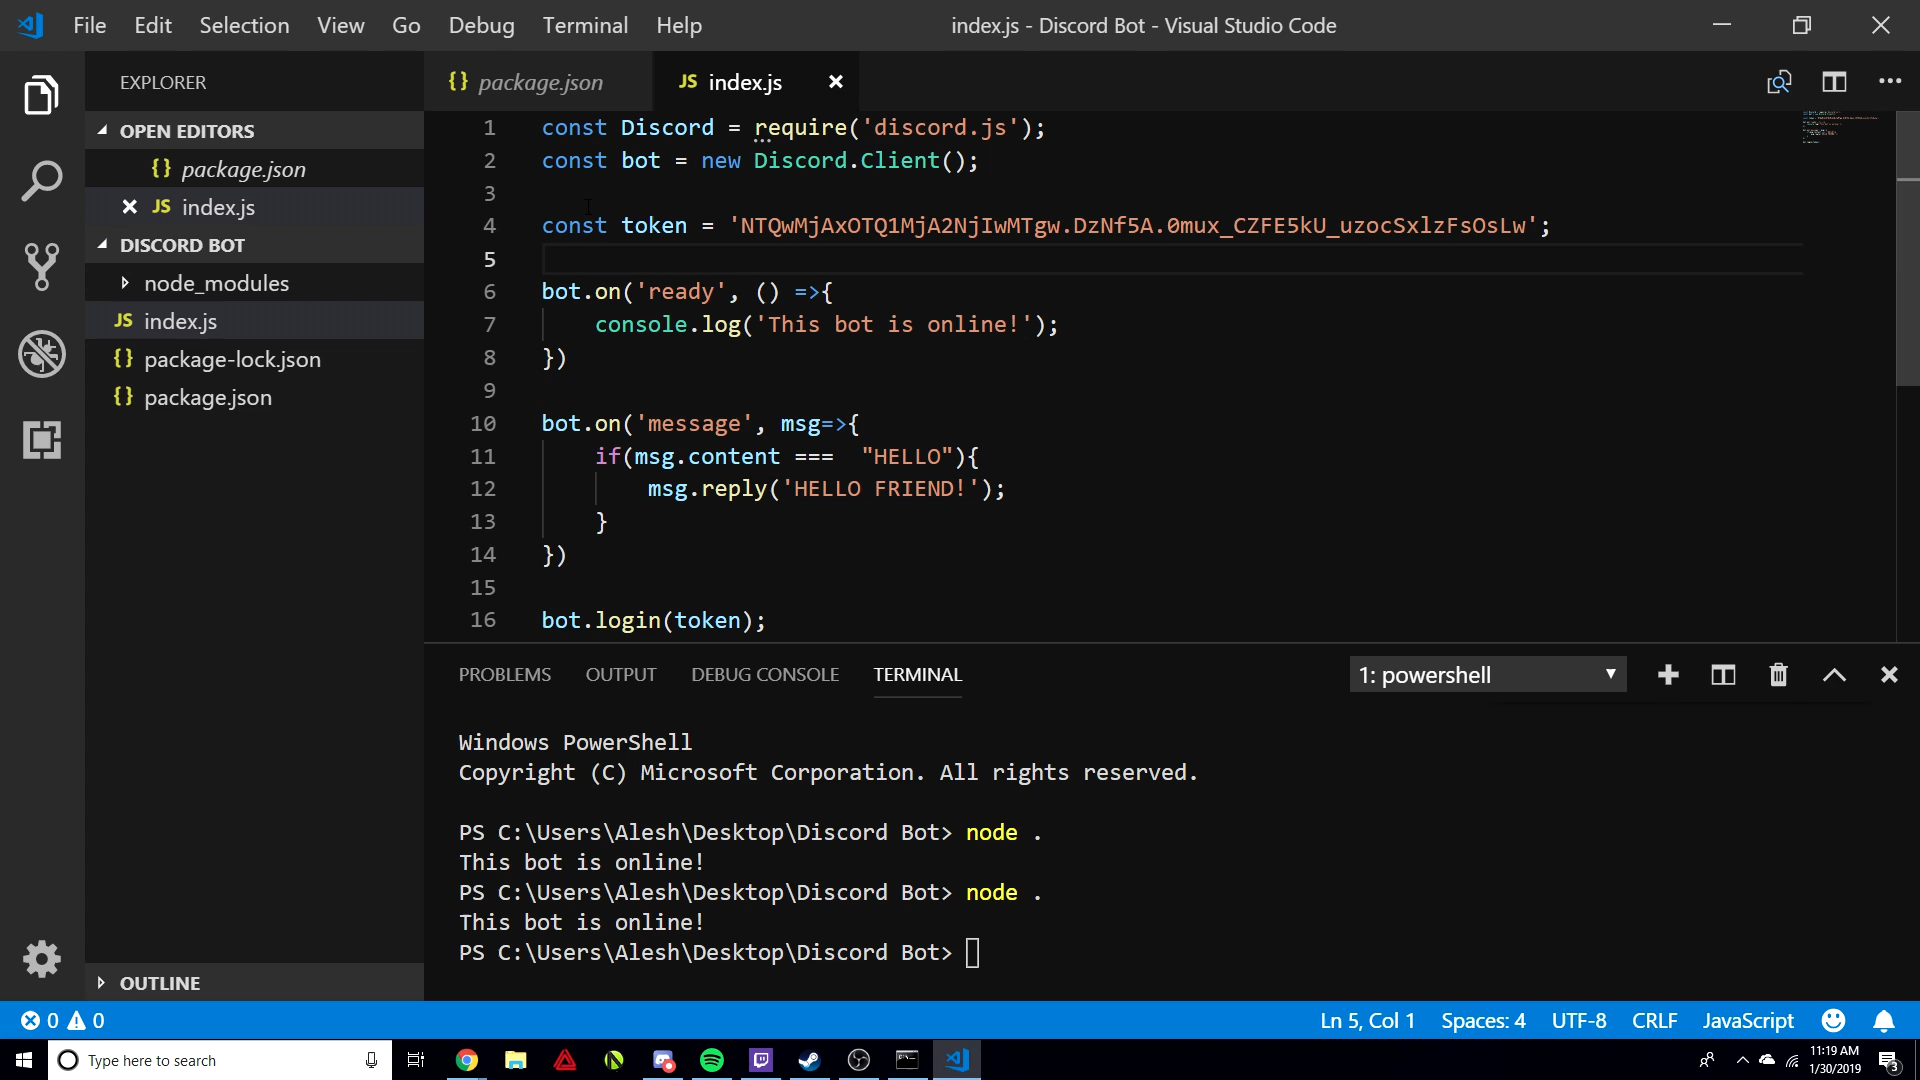 File Edit Selection View Go Debug Terminal Help
index.js - Discord Bot - Visual Studio Code
EXPLORER
OPEN EDITORS
{} package.json
JS index.js
DISCORD BOT
node_modules
JS index.js
{} package-lock.json
{} package.json
OUTLINE
{} package.json
JS index.js
1 const Discord = require('discord.js');
2 const bot = new Discord.Client();
3
4 const token = 'NTQwMjAxOTQ1MjA2NjIwMTgw.DzNf5A.0mux_CZFE5kU_uzocSxlzFsOsLw';
5
6 bot.on('ready', () =>{
7 console.log('This bot is online!');
8 })
9
10 bot.on('message', msg=>{
11 if(msg.content === "HELLO"){
12 msg.reply('HELLO FRIEND!');
13 }
14 })
15
16 bot.login(token);
PROBLEMS OUTPUT DEBUG CONSOLE TERMINAL
1: powershell
Windows PowerShell
Copyright (C) Microsoft Corporation. All rights reserved.
PS C:\Users\Alesh\Desktop\Discord Bot> node .
This bot is online!
PS C:\Users\Alesh\Desktop\Discord Bot> node .
This bot is online!
PS C:\Users\Alesh\Desktop\Discord Bot>
0 0
Ln 5, Col 1 Spaces: 4 UTF-8 CRLF JavaScript
Type here to search
11:19 AM
1/30/2019
3